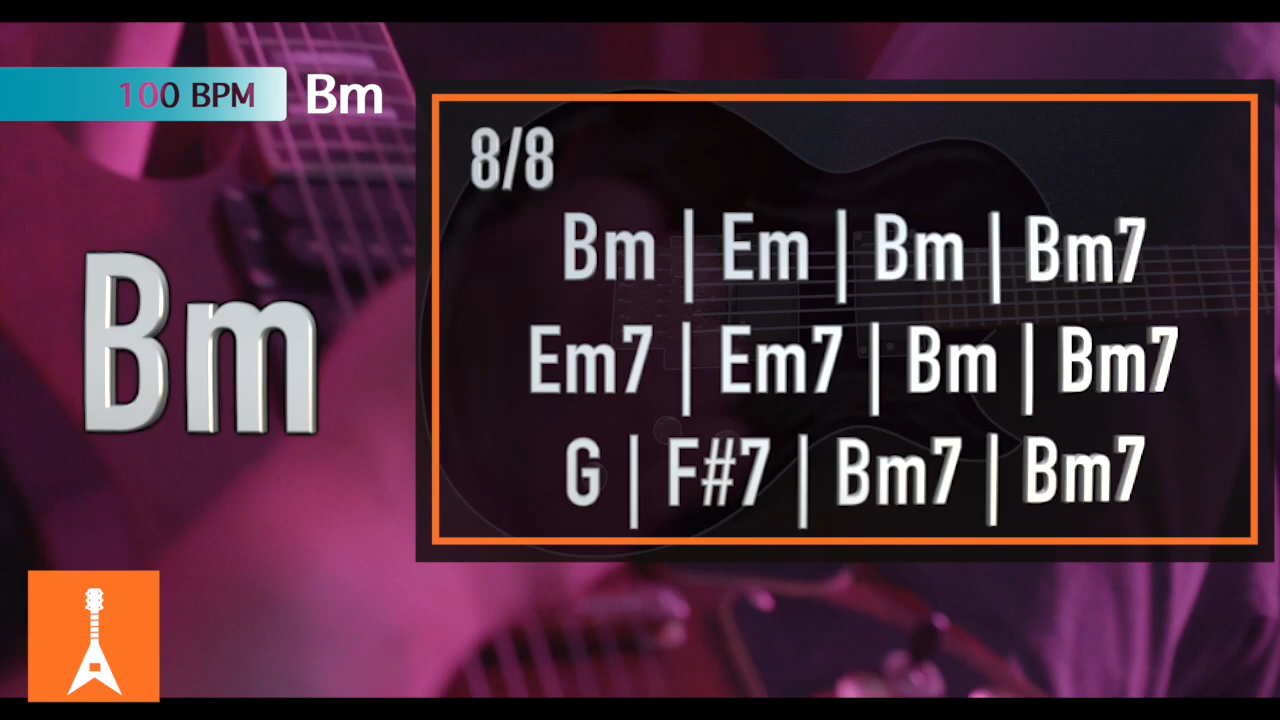 100 BPM Bm
8/8
Bm | Em | Bm | Bm7
Em7 | Em7 | Bm | Bm7
G | F#7 | Bm7 | Bm7
Bm